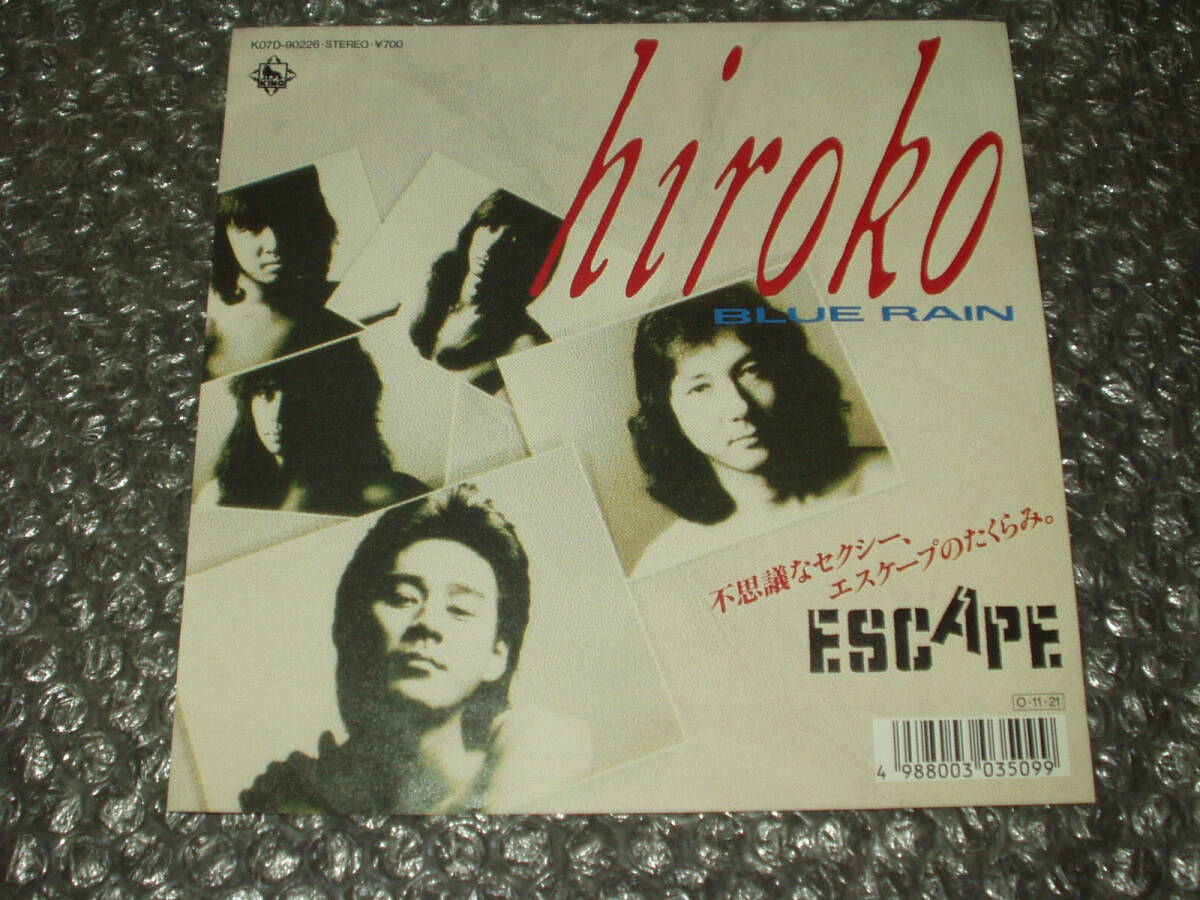 K07D-90226・STEREO・¥700
KING
hiroko
BLUE RAIN
不思議なセクシー、
エスケープのたくらみ。
ESCAPE
O・11・21
4 988003 035099